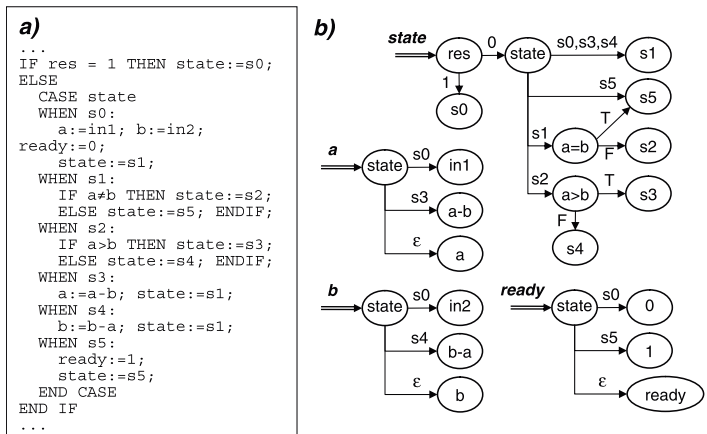 a)
...
IF res = 1 THEN state:=s0;
ELSE
CASE state
WHEN s0:
a:=in1; b:=in2;
ready:=0;
state:=s1;
WHEN s1:
IF a≠b THEN state:=s2;
ELSE state:=s5; ENDIF;
WHEN s2:
IF a>b THEN state:=s3;
ELSE state:=s4; ENDIF;
WHEN s3:
a:=a-b; state:=s1;
WHEN s4:
b:=b-a; state:=s1;
WHEN s5:
ready:=1;
state:=s5;
END CASE
END IF
...
b)
state
res
0
state
s0,s3,s4
s1
1
s0
s5
s5
T
s1
a=b
F
s2
s2
a>b
T
s3
F
s4
a
state
s0
in1
s3
a-b
ε
a
b
state
s0
in2
s4
b-a
ε
b
ready
state
s0
0
s5
1
ε
ready